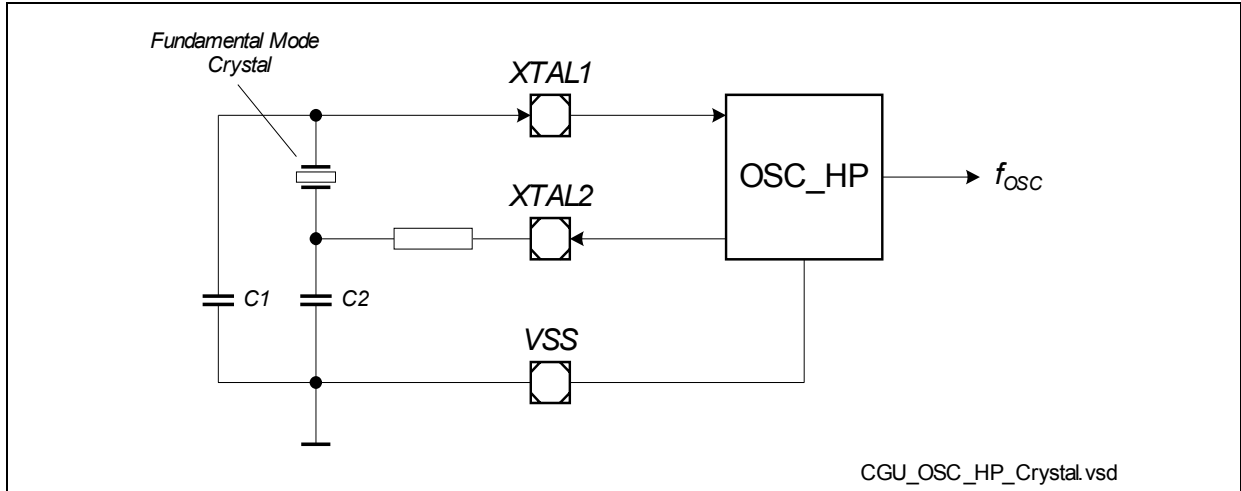 Fundamental Mode
Crystal
XTAL1
OSC_HP
fOSC
XTAL2
C1
C2
VSS
CGU_OSC_HP_Crystal.vsd